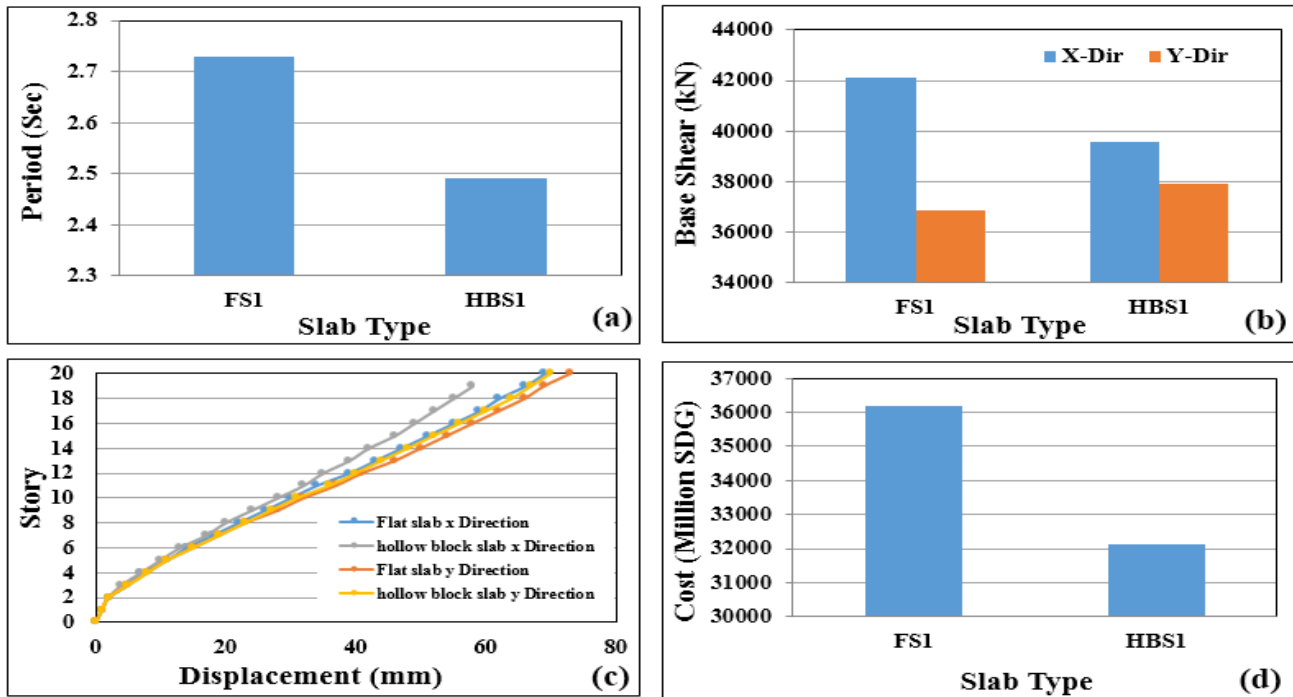 2.8
2.7
2.6
2.5
2.4
2.3
Period (Sec)
FS1 HBS1
Slab Type
(a)
44000
42000
40000
38000
36000
34000
Base Shear (kN)
X-Dir Y-Dir
FS1 HBS1
Slab Type
(b)
20
18
16
14
12
10
8
6
4
2
0
Story
Flat slab x Direction
hollow block slab x Direction
Flat slab y Direction
hollow block slab y Direction
0 20 40 60 80
Displacement (mm)
(c)
37000
36000
35000
34000
33000
32000
31000
30000
Cost (Million SDG)
FS1 HBS1
Slab Type
(d)